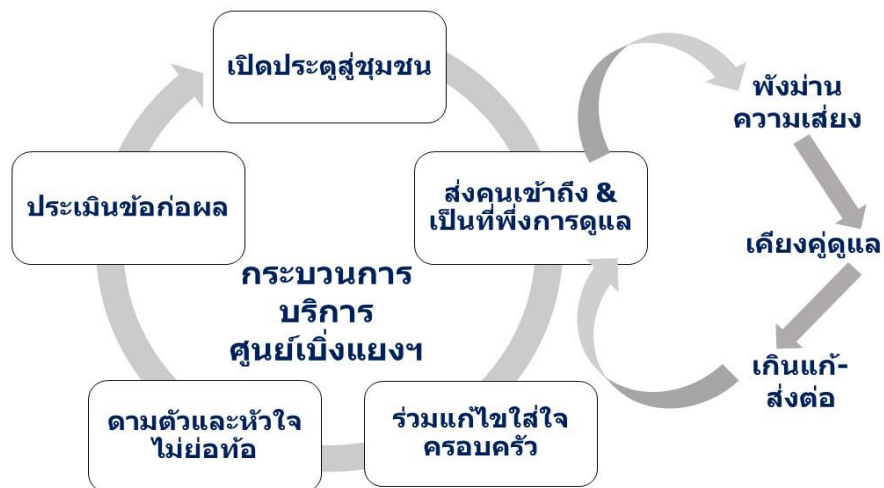 เปิดประตูสู่ชุมชน
ส่งคนเข้าถึง &
เป็นที่พึ่งการดูแล
พังม่าน
ความเสี่ยง
เคียงคู่ดูแล
เกินแก้-
ส่งต่อ
ร่วมแก้ไขใส่ใจ
ครอบครัว
ดามตัวและหัวใจ
ไม่ย่อท้อ
ประเมินข้อก่อผล
กระบวนการ
บริการ
ศูนย์เบิ่งแยงฯ